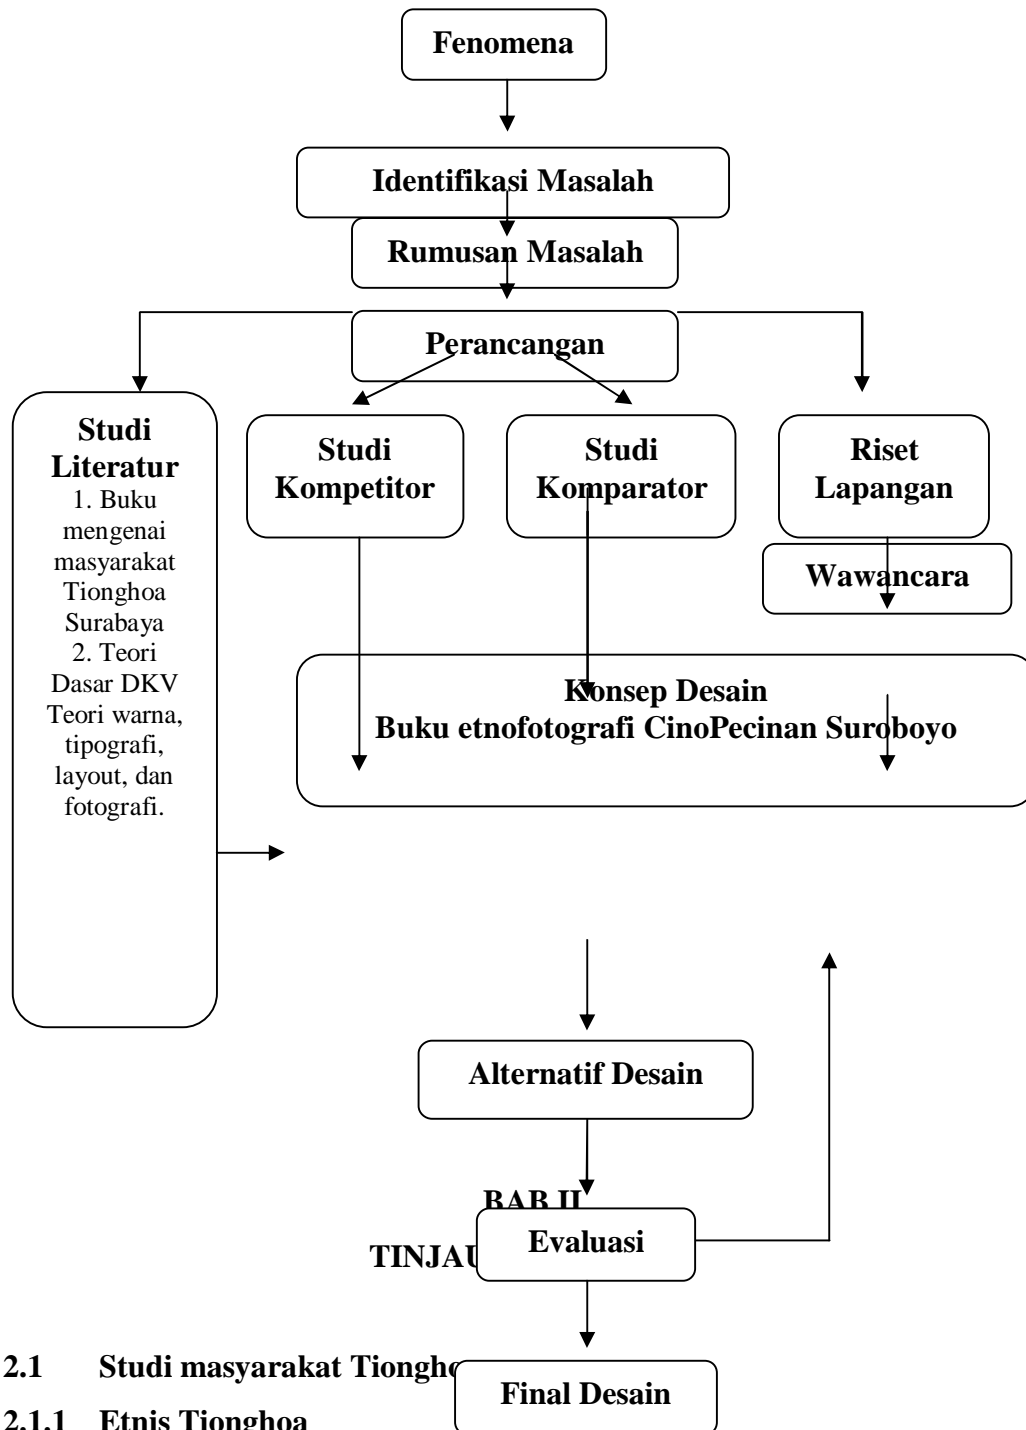 Fenomena
Identifikasi Masalah
Rumusan Masalah
Perancangan
Studi
Literatur
1. Buku
mengenai
masyarakat
Tionghoa
Surabaya
2. Teori
Dasar DKV
Teori warna,
tipografi,
layout, dan
fotografi.
Studi
Kompetitor
Studi
Komparator
Riset
Lapangan
Wawancara
Konsep Desain
Buku etnofotografi CinoPecinan Suroboyo
Alternatif Desain
BAB II
Evaluasi
2.1 Studi masyarakat
Final Desain
2.1.1 Etnis Tionghoa